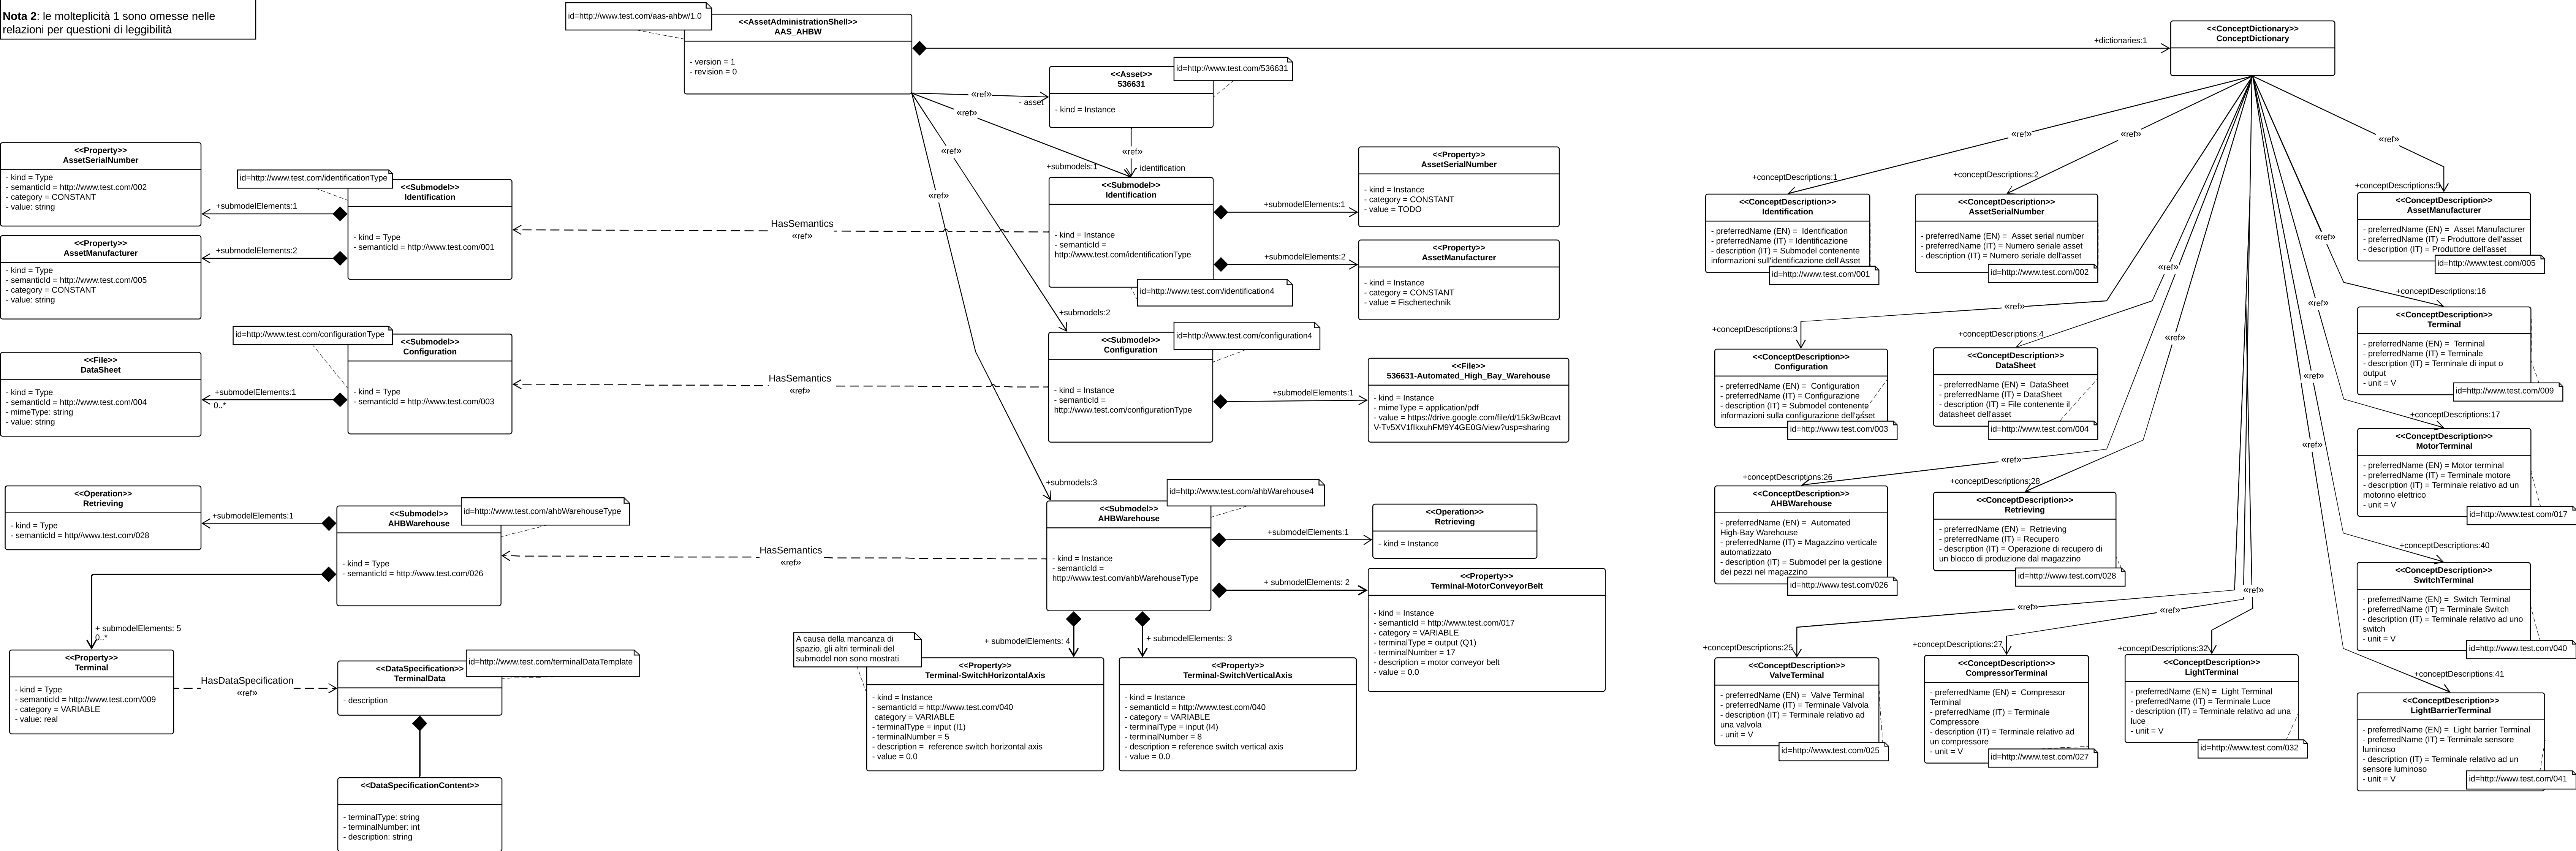 Nota 2: le molteplicità 1 sono omesse nelle
relazioni per questioni di leggibilità
id=http://www.test.com/aas-ahbw/1.0
<<AssetAdministrationShell>>
AAS_AHBW
- version = 1
- revision = 0
+dictionaries:1
<<ConceptDictionary>>
ConceptDictionary
<<Asset>>
536631
id=http://www.test.com/536631
- kind = Instance
«ref»
- asset
«ref»
«ref»
«ref»
«ref»
+submodels:1
identification
+submodels:2
+submodels:3
<<Property>>
AssetSerialNumber
- kind = Type
- semanticId = http://www.test.com/002
- category = CONSTANT
- value: string
+submodelElements:1
id=http://www.test.com/identificationType
<<Submodel>>
Identification
- kind = Type
- semanticId = http://www.test.com/001
<<Property>>
AssetManufacturer
- kind = Type
- semanticId = http://www.test.com/005
- category = CONSTANT
- value: string
+submodelElements:2
HasSemantics
«ref»
<<Submodel>>
Identification
- kind = Instance
- semanticId =
http://www.test.com/identificationType
id=http://www.test.com/identification4
+submodelElements:1
<<Property>>
AssetSerialNumber
- kind = Instance
- category = CONSTANT
- value = TODO
+submodelElements:2
<<Property>>
AssetManufacturer
- kind = Instance
- category = CONSTANT
- value = Fischertechnik
<<File>>
DataSheet
- kind = Type
- semanticId = http://www.test.com/004
- mimeType: string
- value: string
+submodelElements:1
0..*
id=http://www.test.com/configurationType
<<Submodel>>
Configuration
- kind = Type
- semanticId = http://www.test.com/003
HasSemantics
«ref»
<<Submodel>>
Configuration
id=http://www.test.com/configuration4
- kind = Instance
- semanticId =
http://www.test.com/configurationType
+submodelElements:1
<<File>>
536631-Automated_High_Bay_Warehouse
- kind = Instance
- mimeType = application/pdf
- value = https://drive.google.com/file/d/15k3wBcavt
V-Tv5XV1fIkxuhFM9Y4GE0G/view?usp=sharing
<<Operation>>
Retrieving
- kind = Type
- semanticId = http//www.test.com/028
+submodelElements:1
<<Submodel>>
AHBWarehouse
id=http://www.test.com/ahbWarehouseType
- kind = Type
- semanticId = http://www.test.com/026
HasSemantics
«ref»
<<Submodel>>
AHBWarehouse
id=http://www.test.com/ahbWarehouse4
- kind = Instance
- semanticId =
http://www.test.com/ahbWarehouseType
+submodelElements:1
<<Operation>>
Retrieving
- kind = Instance
+ submodelElements: 2
<<Property>>
Terminal-MotorConveyorBelt
- kind = Instance
- semanticId = http://www.test.com/017
- category = VARIABLE
- terminalType = output (Q1)
- terminalNumber = 17
- description = motor conveyor belt
- value = 0.0
+ submodelElements: 5
0..*
<<Property>>
Terminal
- kind = Type
- semanticId = http://www.test.com/009
- category = VARIABLE
- value: real
HasDataSpecification
«ref»
<<DataSpecification>>
TerminalData
id=http://www.test.com/terminalDataTemplate
- description
<<DataSpecificationContent>>
- terminalType: string
- terminalNumber: int
- description: string
A causa della mancanza di
spazio, gli altri terminali del
submodel non sono mostrati
+ submodelElements: 4
<<Property>>
Terminal-SwitchHorizontalAxis
- kind = Instance
- semanticId = http://www.test.com/040
category = VARIABLE
- terminalType = input (I1)
- terminalNumber = 5
- description =  reference switch horizontal axis
- value = 0.0
+ submodelElements: 3
<<Property>>
Terminal-SwitchVerticalAxis
- kind = Instance
- semanticId = http://www.test.com/040
- category = VARIABLE
- terminalType = input (I4)
- terminalNumber = 8
- description = reference switch vertical axis
- value = 0.0
«ref»
+conceptDescriptions:1
<<ConceptDescription>>
Identification
- preferredName (EN) =  Identification
- preferredName (IT) = Identificazione
- description (IT) = Submodel contenente
informazioni sull'identificazione dell'Asset
id=http://www.test.com/001
«ref»
+conceptDescriptions:2
<<ConceptDescription>>
AssetSerialNumber
- preferredName (EN) =  Asset serial number
- preferredName (IT) = Numero seriale asset
- description (IT) = Numero seriale dell'asset
id=http://www.test.com/002
«ref»
+conceptDescriptions:5
<<ConceptDescription>>
AssetManufacturer
- preferredName (EN) =  Asset Manufacturer
- preferredName (IT) = Produttore dell'asset
- description (IT) = Produttore dell'asset
id=http://www.test.com/005
«ref»
+conceptDescriptions:3
<<ConceptDescription>>
Configuration
- preferredName (EN) =  Configuration
- preferredName (IT) = Configurazione
- description (IT) = Submodel contenente
informazioni sulla configurazione dell'asset
id=http://www.test.com/003
«ref»
+conceptDescriptions:4
<<ConceptDescription>>
DataSheet
- preferredName (EN) =  DataSheet
- preferredName (IT) = DataSheet
- description (IT) = File contenente il
datasheet dell'asset
id=http://www.test.com/004
«ref»
+conceptDescriptions:16
<<ConceptDescription>>
Terminal
- preferredName (EN) =  Terminal
- preferredName (IT) = Terminale
- description (IT) = Terminale di input o
output
- unit = V
id=http://www.test.com/009
«ref»
+conceptDescriptions:17
<<ConceptDescription>>
MotorTerminal
- preferredName (EN) = Motor terminal
- preferredName (IT) = Terminale motore
- description (IT) = Terminale relativo ad un
motorino elettrico
- unit = V
id=http://www.test.com/017
«ref»
+conceptDescriptions:26
<<ConceptDescription>>
AHBWarehouse
- preferredName (EN) =  Automated
High-Bay Warehouse
- preferredName (IT) = Magazzino verticale
automatizzato
- description (IT) = Submodel per la gestione
dei pezzi nel magazzino
id=http://www.test.com/026
«ref»
+conceptDescriptions:28
<<ConceptDescription>>
Retrieving
- preferredName (EN) =  Retrieving
- preferredName (IT) = Recupero
- description (IT) = Operazione di recupero di
un blocco di produzione dal magazzino
id=http://www.test.com/028
«ref»
+conceptDescriptions:40
<<ConceptDescription>>
SwitchTerminal
- preferredName (EN) =  Switch Terminal
- preferredName (IT) = Terminale Switch
- description (IT) = Terminale relativo ad uno
switch
- unit = V
id=http://www.test.com/040
«ref»
+conceptDescriptions:25
<<ConceptDescription>>
ValveTerminal
- preferredName (EN) =  Valve Terminal
- preferredName (IT) = Terminale Valvola
- description (IT) = Terminale relativo ad
una valvola
- unit = V
id=http://www.test.com/025
«ref»
+conceptDescriptions:27
<<ConceptDescription>>
CompressorTerminal
- preferredName (EN) =  Compressor
Terminal
- preferredName (IT) = Terminale
Compressore
- description (IT) = Terminale relativo ad
un compressore
- unit = V
id=http://www.test.com/027
«ref»
+conceptDescriptions:32
<<ConceptDescription>>
LightTerminal
- preferredName (EN) =  Light Terminal
- preferredName (IT) = Terminale Luce
- description (IT) = Terminale relativo ad una
luce
- unit = V
id=http://www.test.com/032
«ref»
+conceptDescriptions:41
<<ConceptDescription>>
LightBarrierTerminal
- preferredName (EN) =  Light barrier Terminal
- preferredName (IT) = Terminale sensore
luminoso
- description (IT) = Terminale relativo ad un
sensore luminoso
- unit = V
id=http://www.test.com/041